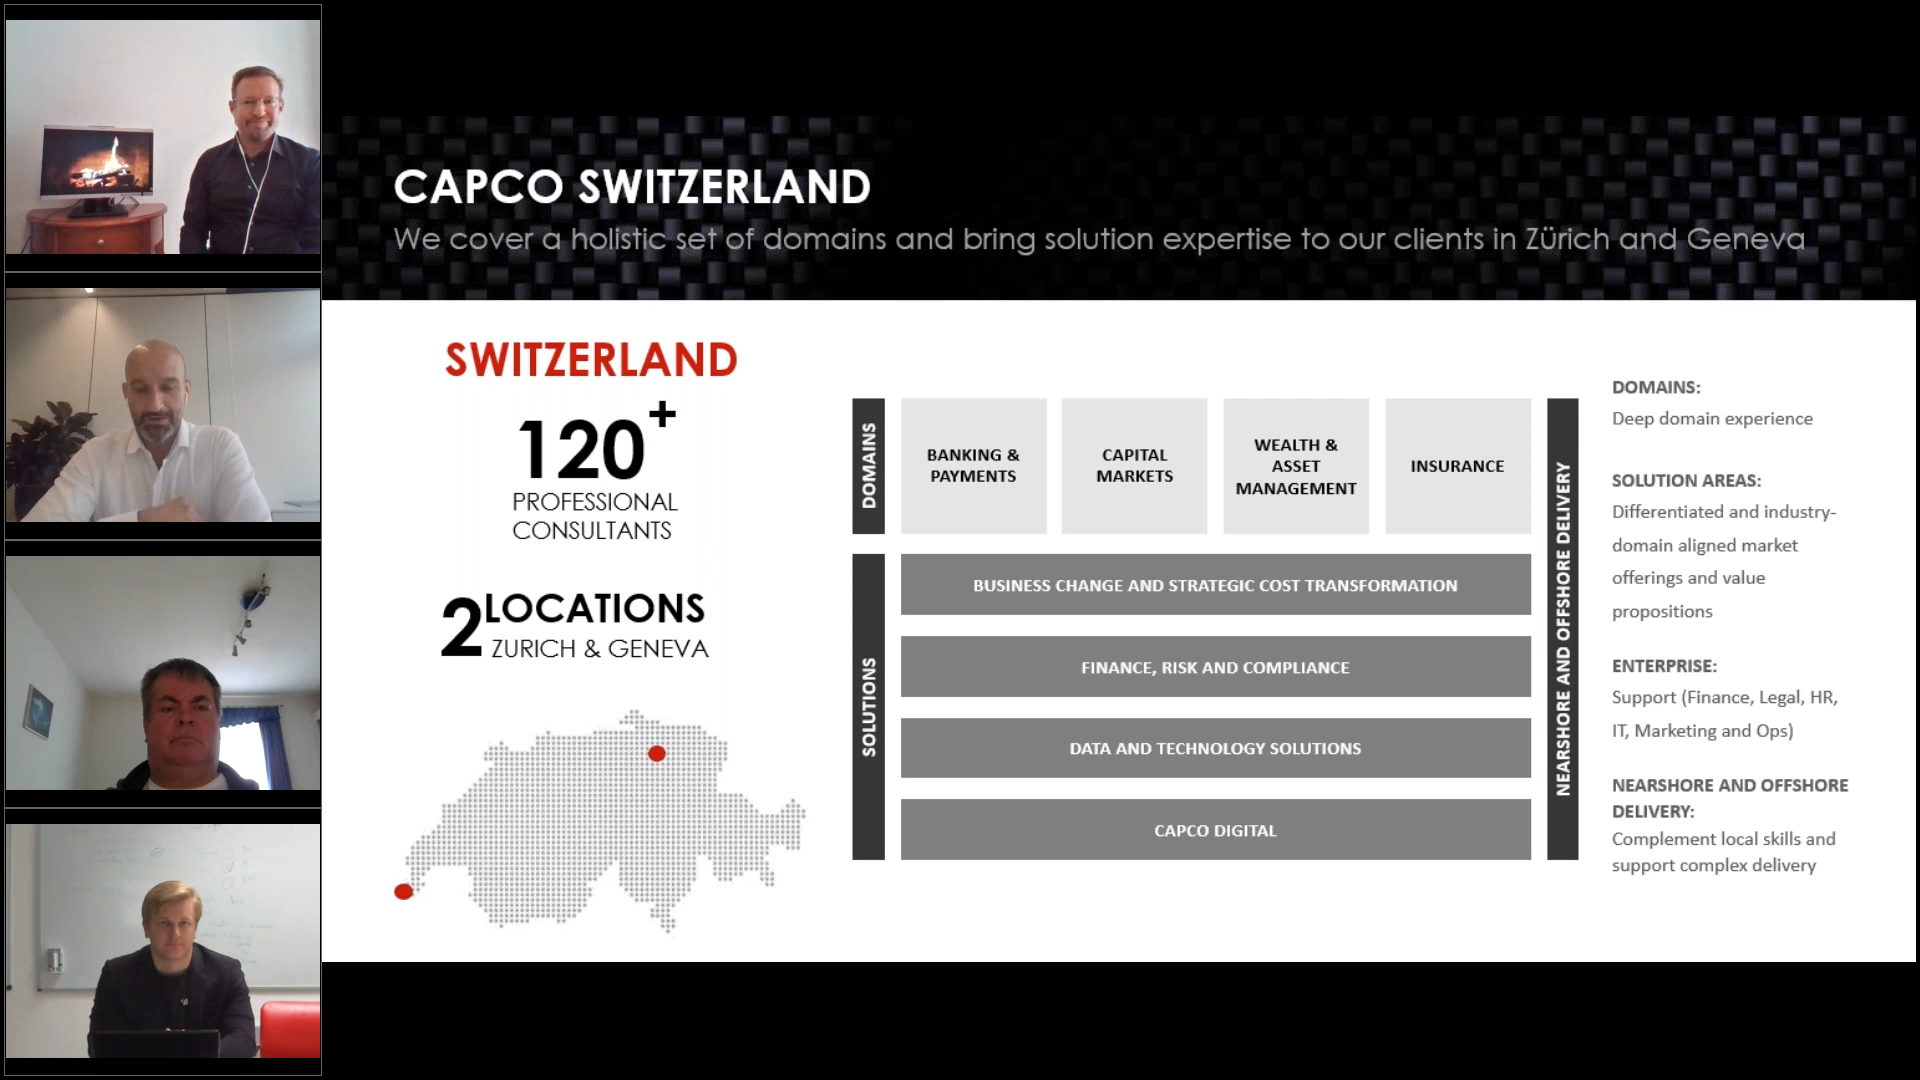 CAPCO SWITZERLAND
We cover a holistic set of domains and bring solution expertise to our clients in Zürich and Geneva
SWITZERLAND
120+
PROFESSIONAL
CONSULTANTS
2 LOCATIONS
ZURICH & GENEVA
DOMAINS
BANKING &
PAYMENTS
CAPITAL
MARKETS
WEALTH &
ASSET
MANAGEMENT
INSURANCE
SOLUTIONS
BUSINESS CHANGE AND STRATEGIC COST TRANSFORMATION
FINANCE, RISK AND COMPLIANCE
DATA AND TECHNOLOGY SOLUTIONS
CAPCO DIGITAL
NEARSHORE AND OFFSHORE DELIVERY
DOMAINS:
Deep domain experience
SOLUTION AREAS:
Differentiated and industry-
domain aligned market
offerings and value
propositions
ENTERPRISE:
Support (Finance, Legal, HR,
IT, Marketing and Ops)
NEARSHORE AND OFFSHORE
DELIVERY:
Complement local skills and
support complex delivery